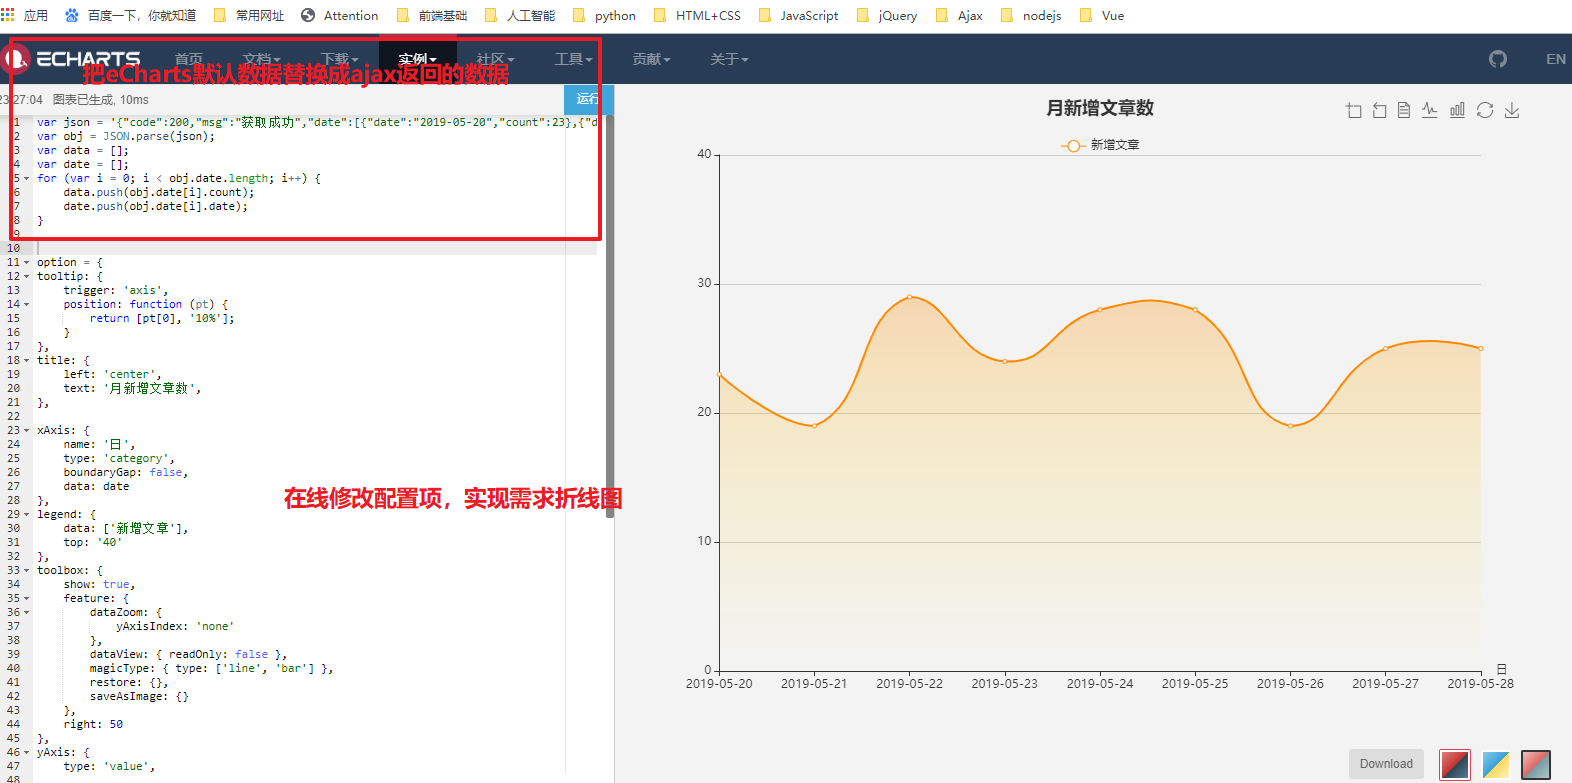 应用 百度一下，你就知道 常用网址 Attention 前端基础 人工智能 python HTML+CSS JavaScript jQuery Ajax nodejs Vue
ECHARTS 首页 文档 下载 实例 社区 工具 贡献 关于 EN
把eCharts默认数据替换成ajax返回的数据
23:27:04 图表已生成, 10ms 运行
1 var json = '{"code":200,"msg":"获取成功","date":[{"date":"2019-05-20","count":23},{"d
2 var obj = JSON.parse(json);
3 var data = [];
4 var date = [];
5 for (var i = 0; i < obj.date.length; i++) {
6 data.push(obj.date[i].count);
7 date.push(obj.date[i].date);
8 }
9
10
11 option = {
12 tooltip: {
13 trigger: 'axis',
14 position: function (pt) {
15 return [pt[0], '10%'];
16 }
17 },
18 title: {
19 left: 'center',
20 text: '月新增文章数',
21 },
22
23 xAxis: {
24 name: '日',
25 type: 'category',
26 boundaryGap: false,
27 data: date
28 },
在线修改配置项，实现需求折线图
29 legend: {
30 data: ['新增文章'],
31 top: '40'
32 },
33 toolbox: {
34 show: true,
35 feature: {
36 dataZoom: {
37 yAxisIndex: 'none'
38 },
39 dataView: { readOnly: false },
40 magicType: { type: ['line', 'bar'] },
41 restore: {},
42 saveAsImage: {}
43 },
44 right: 50
45 },
46 yAxis: {
47 type: 'value',
48
月新增文章数
新增文章
40
30
20
10
0
日
2019-05-20 2019-05-21 2019-05-22 2019-05-23 2019-05-24 2019-05-25 2019-05-26 2019-05-27 2019-05-28
Download